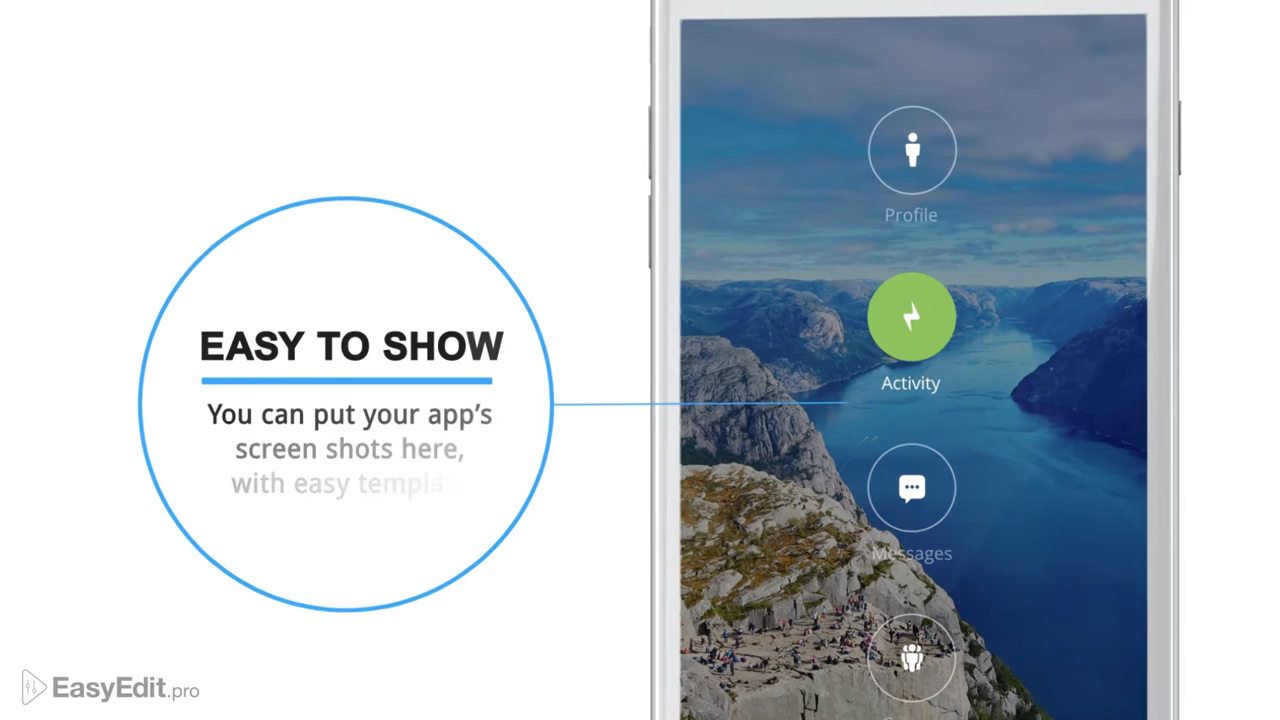 EASY TO SHOW
You can put your app's
screen shots here,
with easy
Profile
Activity
Messages
EasyEdit.pro